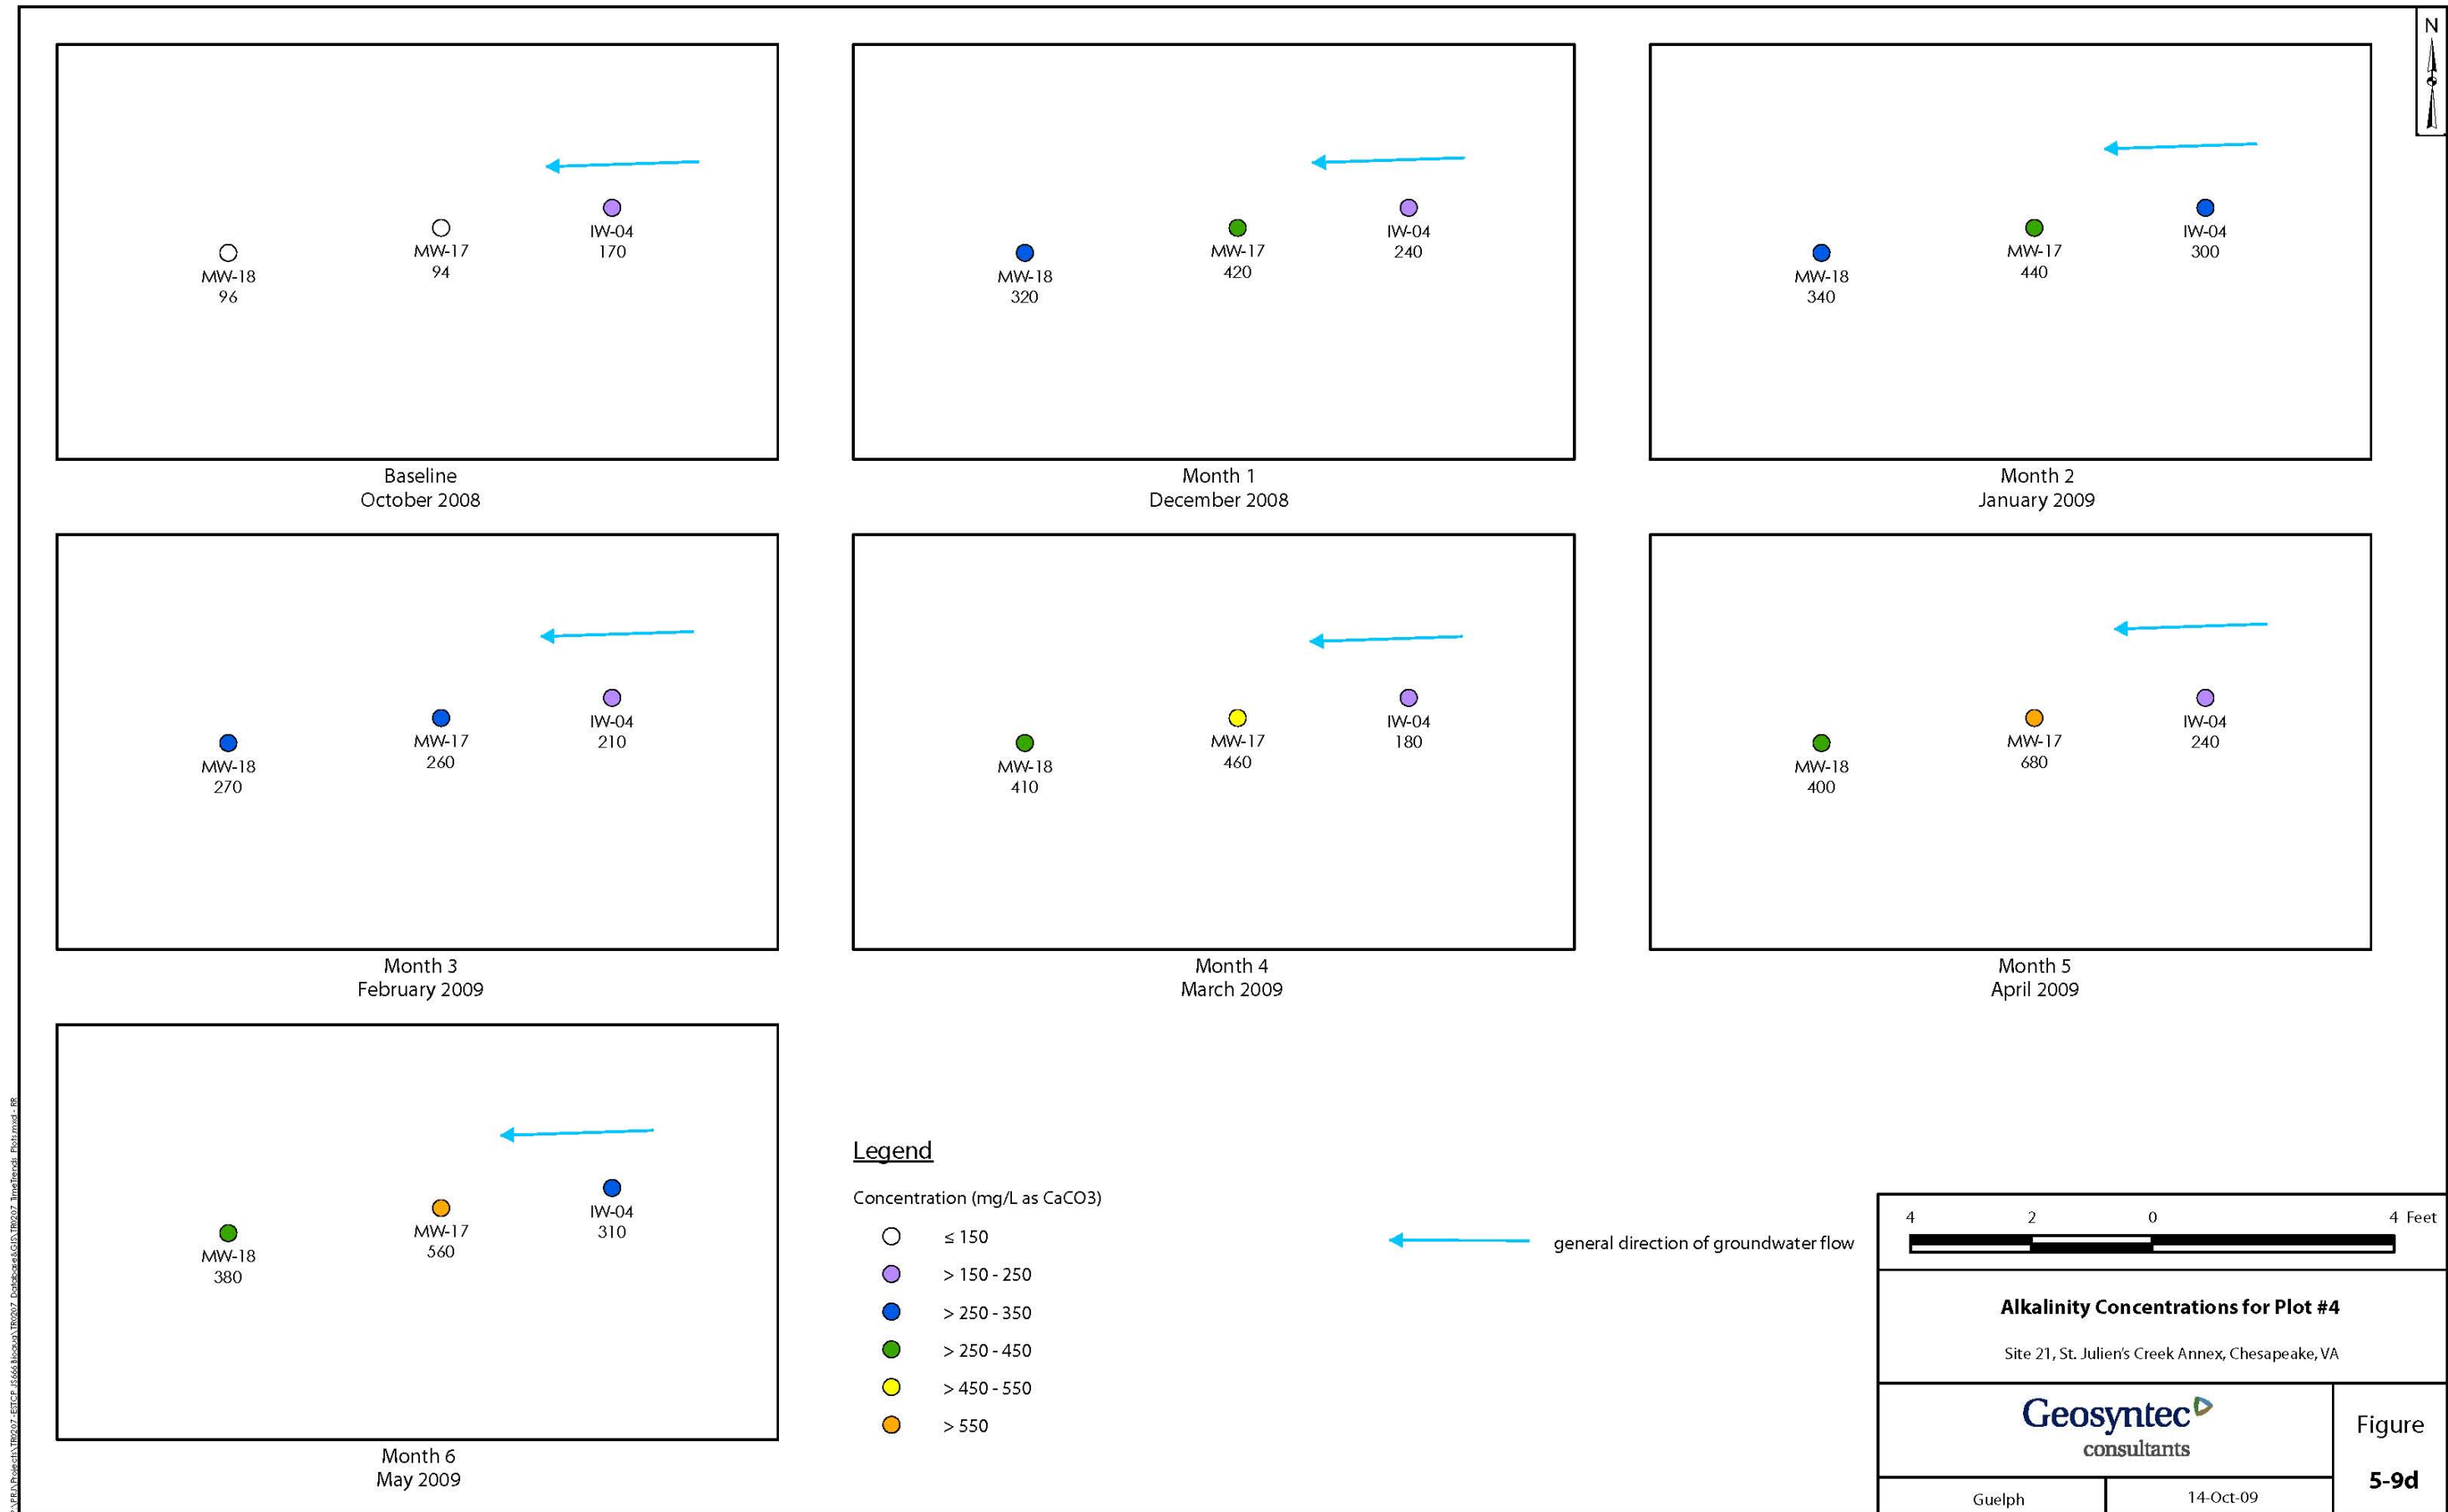 N
IW-04
170
MW-17
94
MW-18
96
Baseline
October 2008
IW-04
240
MW-17
420
MW-18
320
Month 1
December 2008
IW-04
300
MW-17
440
MW-18
340
Month 2
January 2009
IW-04
210
MW-17
260
MW-18
270
Month 3
February 2009
IW-04
180
MW-17
460
MW-18
410
Month 4
March 2009
IW-04
240
MW-17
680
MW-18
400
Month 5
April 2009
IW-04
310
MW-17
560
MW-18
380
Month 6
May 2009
Legend
Concentration (mg/L as CaCO3)
≤ 150
> 150 - 250
> 250 - 350
> 250 - 450
> 450 - 550
> 550
general direction of groundwater flow
4 2 0 4 Feet
Alkalinity Concentrations for Plot #4
Site 21, St. Julien's Creek Annex, Chesapeake, VA
Geosyntec
consultants
Figure
5-9d
Guelph
14-Oct-09